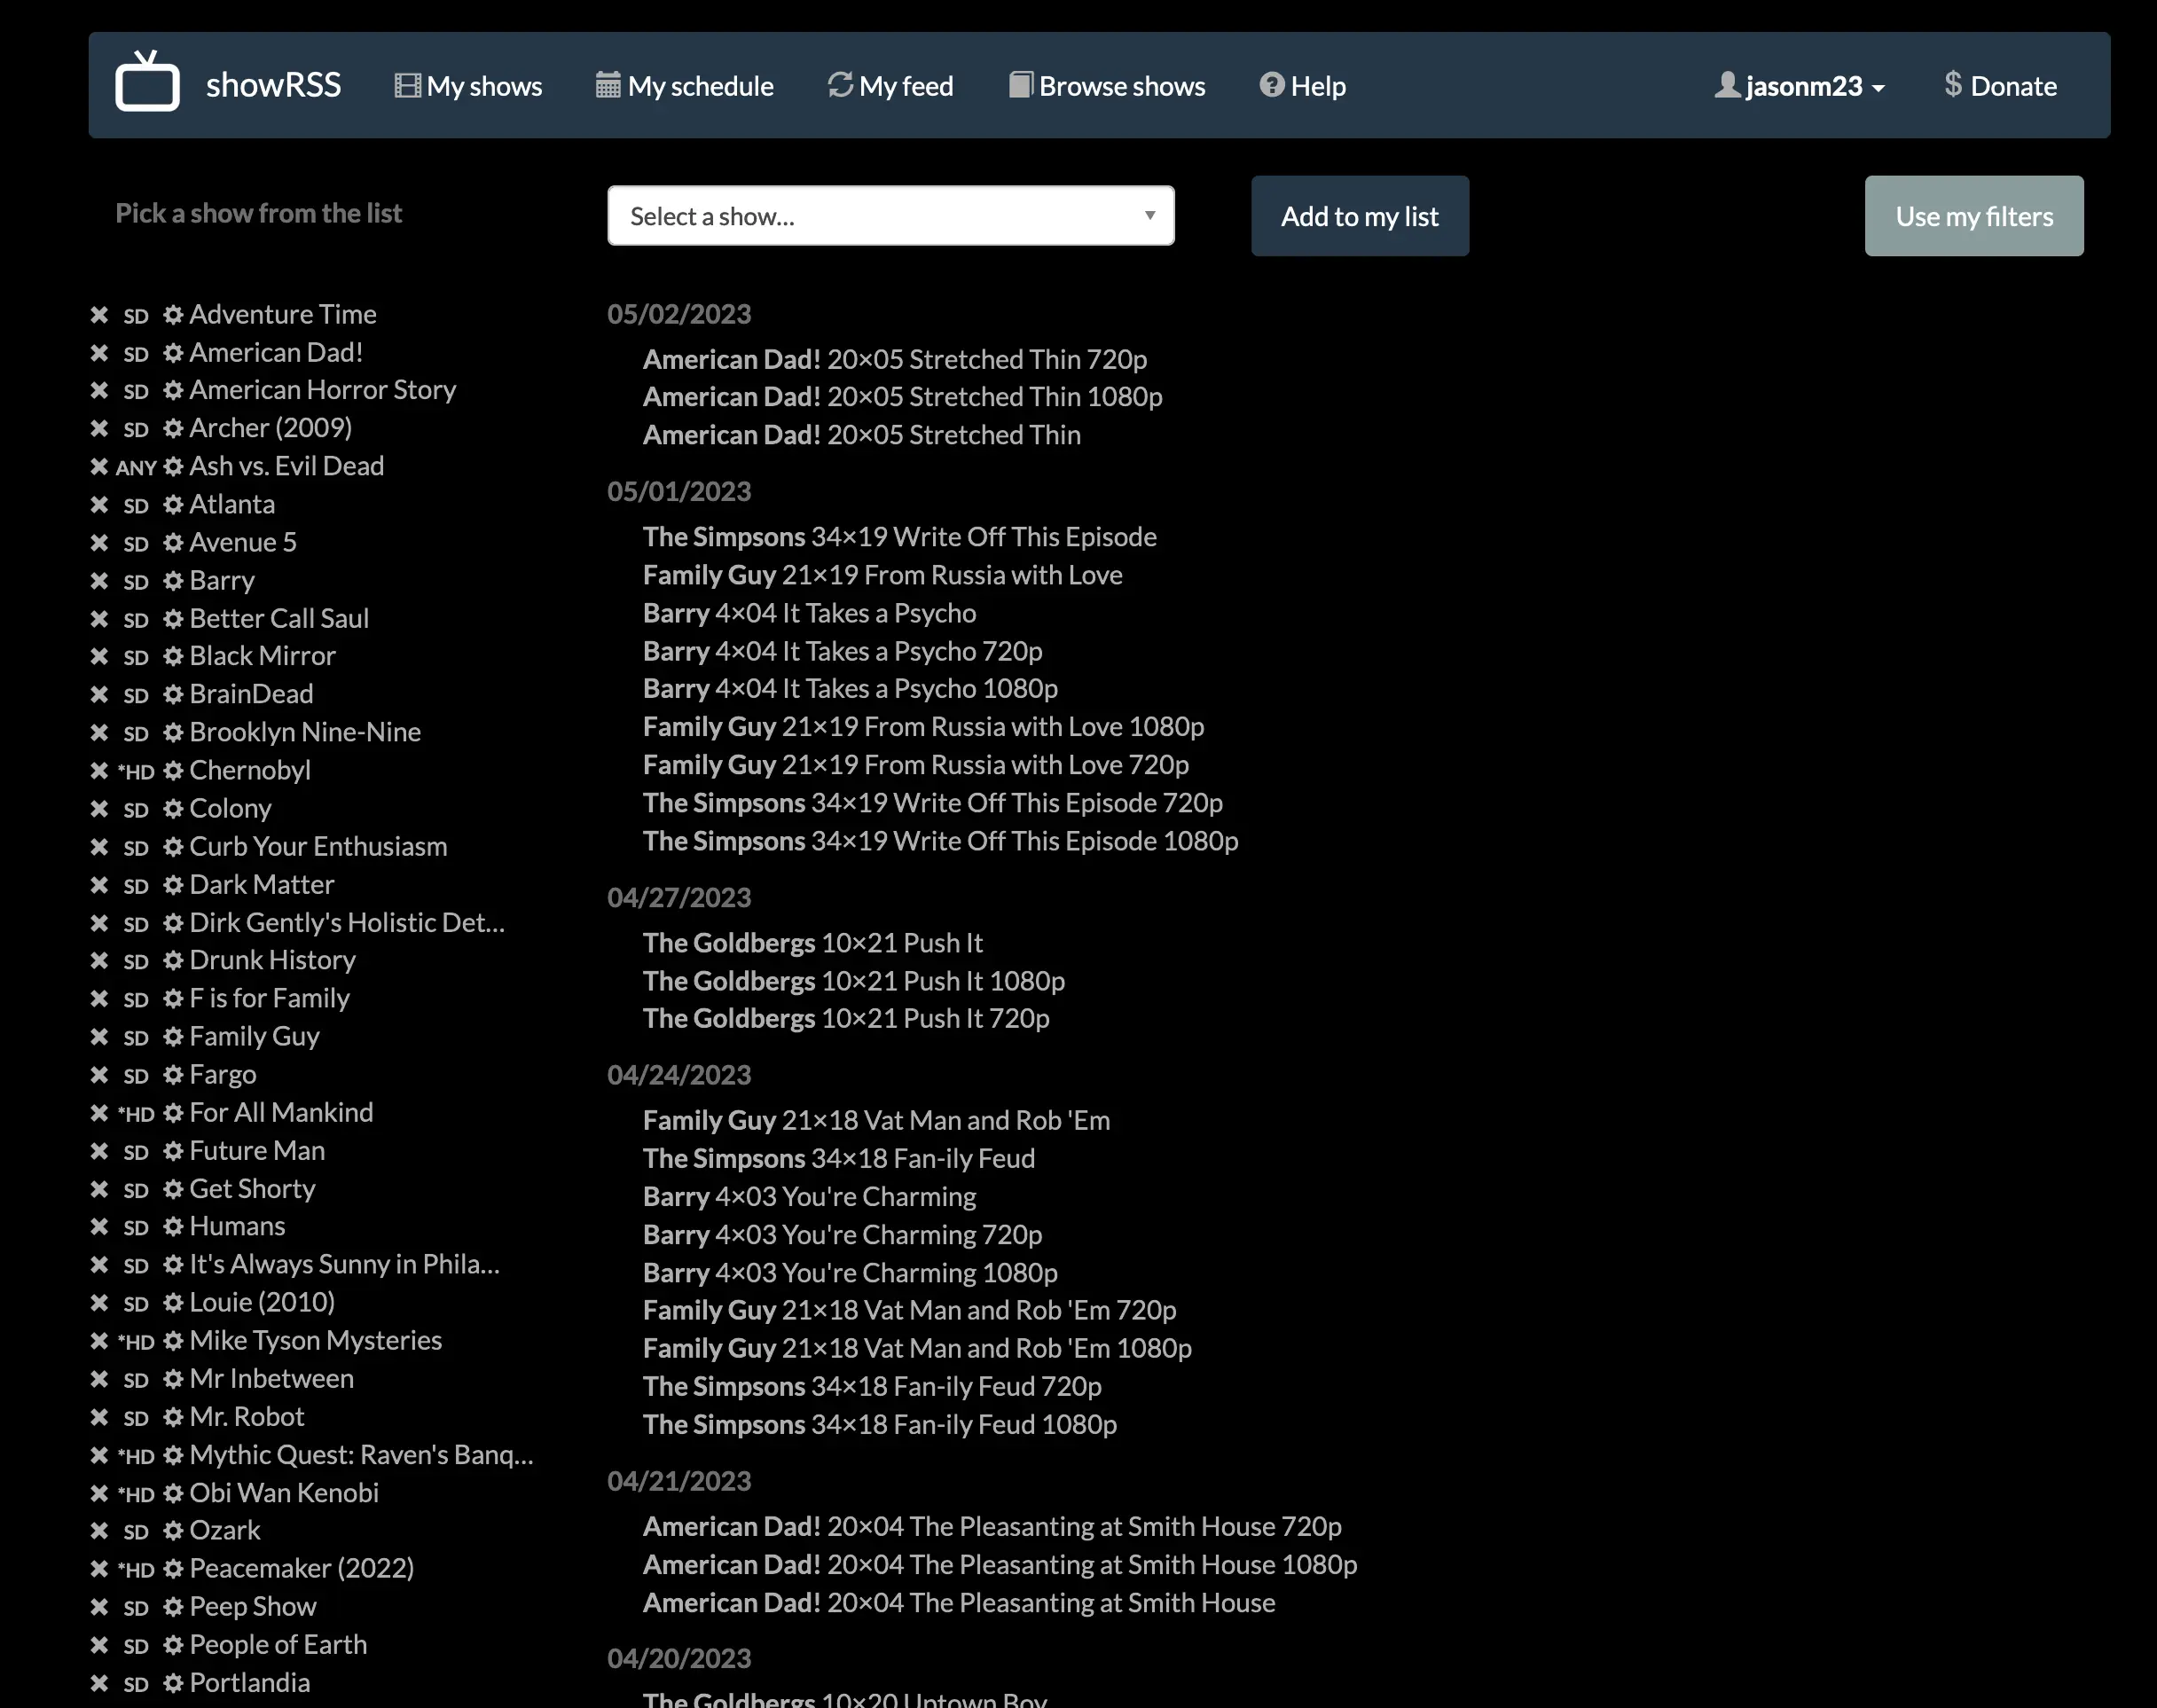 showRSS My shows My schedule My feed Browse shows Help jasonm23 Donate
Pick a show from the list
Select a show...
Add to my list
Use my filters
SD Adventure Time
SD American Dad!
SD American Horror Story
SD Archer (2009)
ANY Ash vs. Evil Dead
SD Atlanta
SD Avenue 5
SD Barry
SD Better Call Saul
SD Black Mirror
SD BrainDead
SD Brooklyn Nine-Nine
*HD Chernobyl
SD Colony
SD Curb Your Enthusiasm
SD Dark Matter
SD Dirk Gently's Holistic Det...
SD Drunk History
SD F is for Family
SD Family Guy
SD Fargo
*HD For All Mankind
SD Future Man
SD Get Shorty
SD Humans
SD It's Always Sunny in Phila...
SD Louie (2010)
*HD Mike Tyson Mysteries
SD Mr Inbetween
SD Mr. Robot
*HD Mythic Quest: Raven's Banq...
*HD Obi Wan Kenobi
SD Ozark
*HD Peacemaker (2022)
SD Peep Show
SD People of Earth
SD Portlandia
05/02/2023
American Dad! 20×05 Stretched Thin 720p
American Dad! 20×05 Stretched Thin 1080p
American Dad! 20×05 Stretched Thin
05/01/2023
The Simpsons 34×19 Write Off This Episode
Family Guy 21×19 From Russia with Love
Barry 4×04 It Takes a Psycho
Barry 4×04 It Takes a Psycho 720p
Barry 4×04 It Takes a Psycho 1080p
Family Guy 21×19 From Russia with Love 1080p
Family Guy 21×19 From Russia with Love 720p
The Simpsons 34×19 Write Off This Episode 720p
The Simpsons 34×19 Write Off This Episode 1080p
04/27/2023
The Goldbergs 10×21 Push It
The Goldbergs 10×21 Push It 1080p
The Goldbergs 10×21 Push It 720p
04/24/2023
Family Guy 21×18 Vat Man and Rob 'Em
The Simpsons 34×18 Fan-ily Feud
Barry 4×03 You're Charming
Barry 4×03 You're Charming 720p
Barry 4×03 You're Charming 1080p
Family Guy 21×18 Vat Man and Rob 'Em 720p
Family Guy 21×18 Vat Man and Rob 'Em 1080p
The Simpsons 34×18 Fan-ily Feud 720p
The Simpsons 34×18 Fan-ily Feud 1080p
04/21/2023
American Dad! 20×04 The Pleasanting at Smith House 720p
American Dad! 20×04 The Pleasanting at Smith House 1080p
American Dad! 20×04 The Pleasanting at Smith House
04/20/2023
The Goldbergs 10×20 Uptown Boy